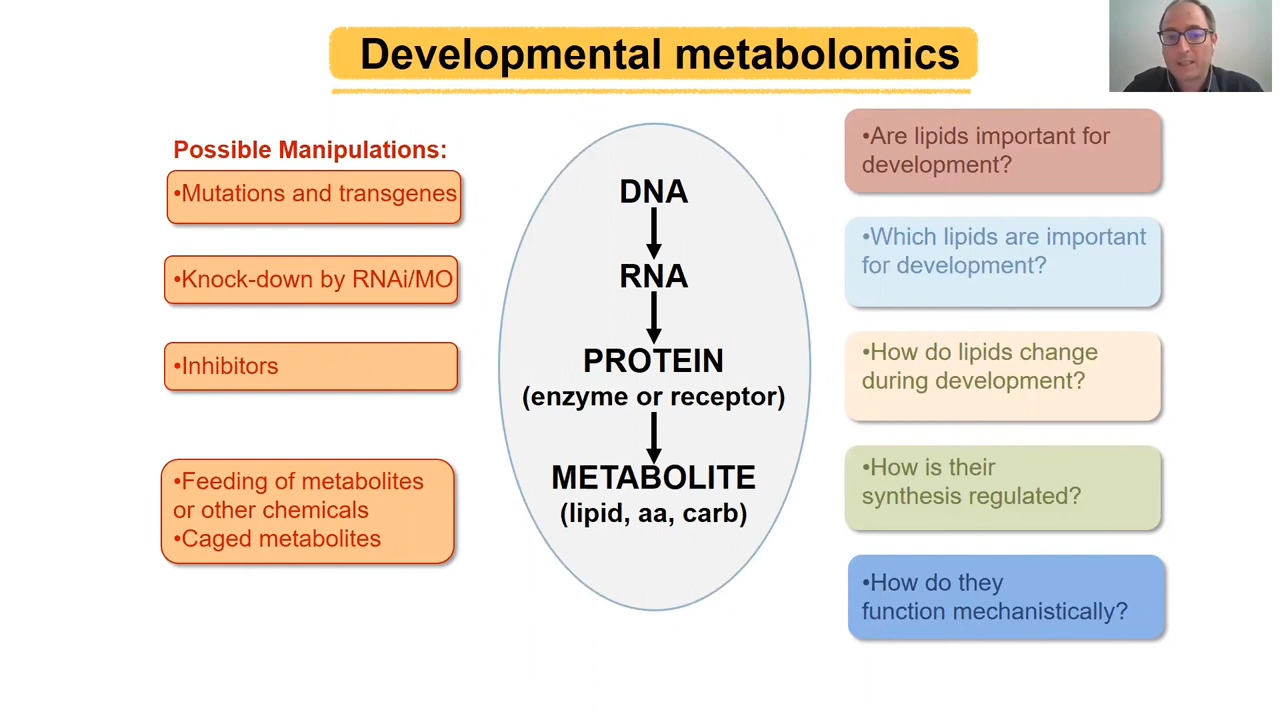 Developmental metabolomics
Possible Manipulations:
•Mutations and transgenes
•Knock-down by RNAi/MO
•Inhibitors
•Feeding of metabolites
or other chemicals
•Caged metabolites
DNA
RNA
PROTEIN
(enzyme or receptor)
METABOLITE
(lipid, aa, carb)
•Are lipids important for
development?
•Which lipids are important
for development?
•How do lipids change
during development?
•How is their
synthesis regulated?
•How do they
function mechanistically?